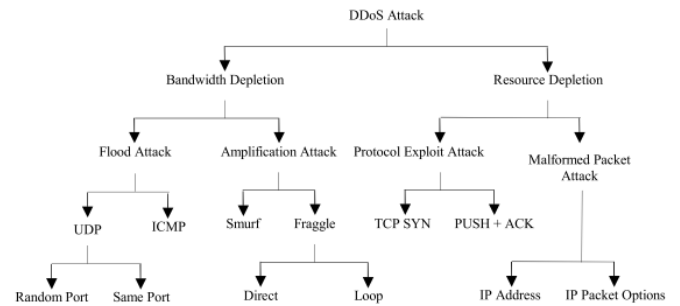 DDoS Attack
Bandwidth Depletion
Resource Depletion
Flood Attack
Amplification Attack
Protocol Exploit Attack
Malformed Packet
Attack
UDP
ICMP
Smurf
Fraggle
TCP SYN
PUSH + ACK
Random Port
Same Port
Direct
Loop
IP Address
IP Packet Options